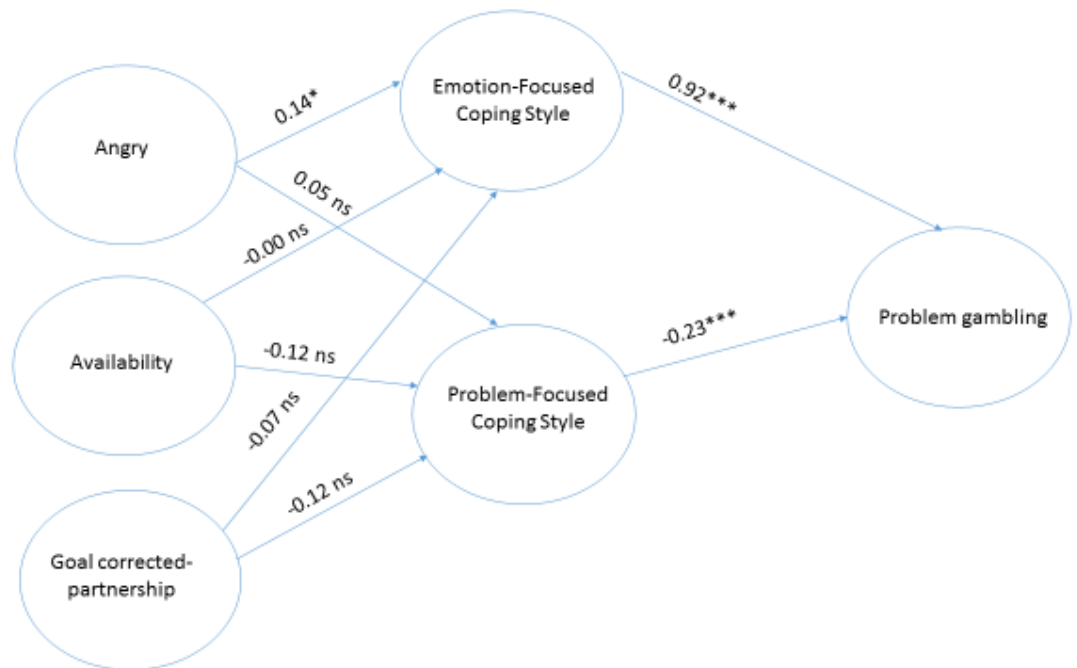 Emotion-Focused
Coping Style
0.92***
0.14*
Angry
0.05 ns
-0.00 ns
Problem gambling
-0.23***
Availability
-0.12 ns
Problem-Focused
Coping Style
-0.07 ns
-0.12 ns
Goal corrected-
partnership